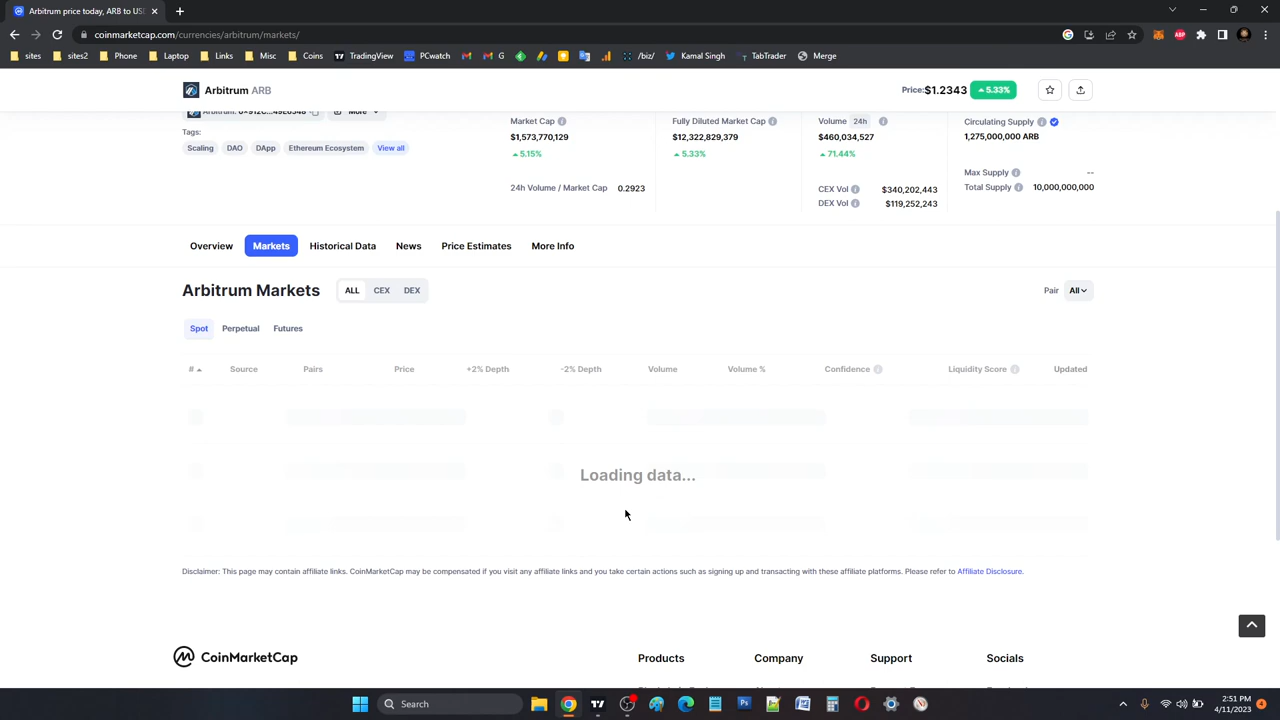 Arbitrum price today, ARB to US
coinmarketcap.com/currencies/arbitrum/markets/
sites sites2 Phone Laptop Links Misc Coins TradingView PCwatch G /biz/ Kamal Singh TabTrader Merge
Arbitrum ARB
Price: $1.2343 5.33%
More
Tags:
Scaling DAO DApp Ethereum Ecosystem View all
Market Cap
$1,573,770,129
5.15%
24h Volume / Market Cap 0.2923
Fully Diluted Market Cap
$12,322,829,379
5.33%
Volume 24h
$460,034,527
71.44%
CEX Vol $340,202,443
DEX Vol $119,252,243
Circulating Supply
1,275,000,000 ARB
Max Supply --
Total Supply 10,000,000,000
Overview Markets Historical Data News Price Estimates More Info
Arbitrum Markets ALL CEX DEX Pair All
Spot Perpetual Futures
# Source Pairs Price +2% Depth -2% Depth Volume Volume % Confidence Liquidity Score Updated
Loading data...
Disclaimer: This page may contain affiliate links. CoinMarketCap may be compensated if you visit any affiliate links and you take certain actions such as signing up and transacting with these affiliate platforms. Please refer to Affiliate Disclosure.
CoinMarketCap
Products Company Support Socials
Search
2:51 PM
4/11/2023